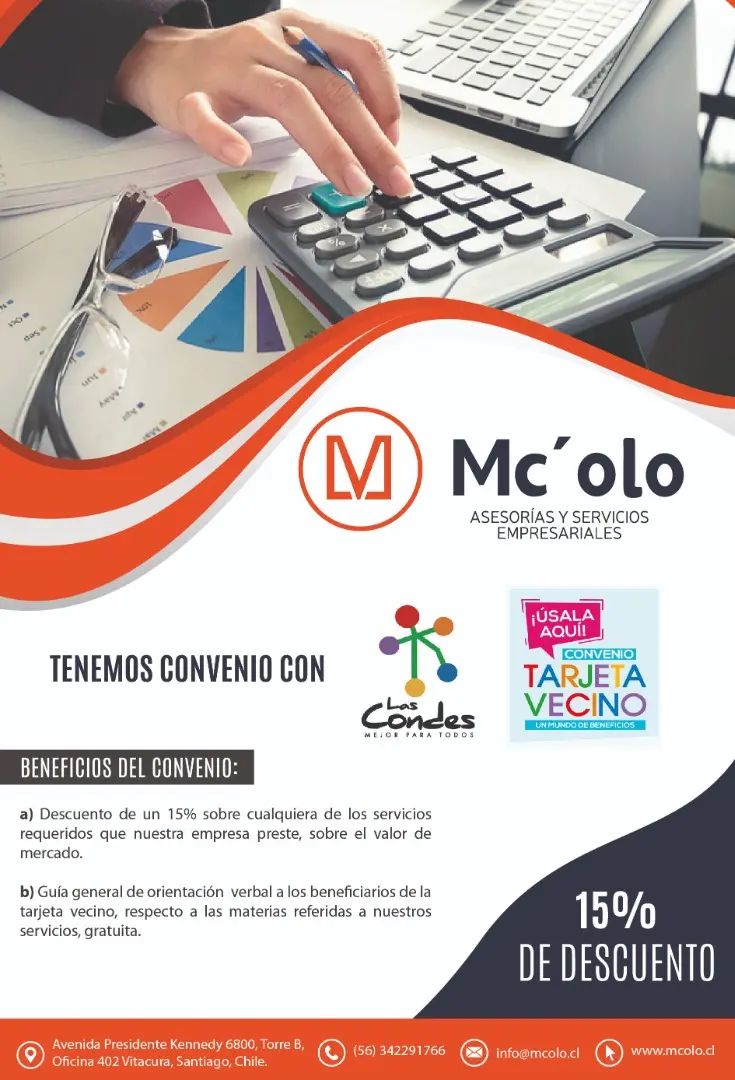 Mc´olo
ASESORÍAS Y SERVICIOS
EMPRESARIALES
TENEMOS CONVENIO CON
Las
Condes
MEJOR PARA TODOS
¡ÚSALA
AQUÍ!
CONVENIO
TARJETA
VECINO
UN MUNDO DE BENEFICIOS
BENEFICIOS DEL CONVENIO:
a) Descuento de un 15% sobre cualquiera de los servicios
requeridos que nuestra empresa preste, sobre el valor de
mercado.
b) Guía general de orientación verbal a los beneficiarios de la
tarjeta vecino, respecto a las materias referidas a nuestros
servicios, gratuita.
15%
DE DESCUENTO
Avenida Presidente Kennedy 6800, Torre B,
Oficina 402 Vitacura, Santiago, Chile.
(56) 342291766
info@mcolo.cl
www.mcolo.cl